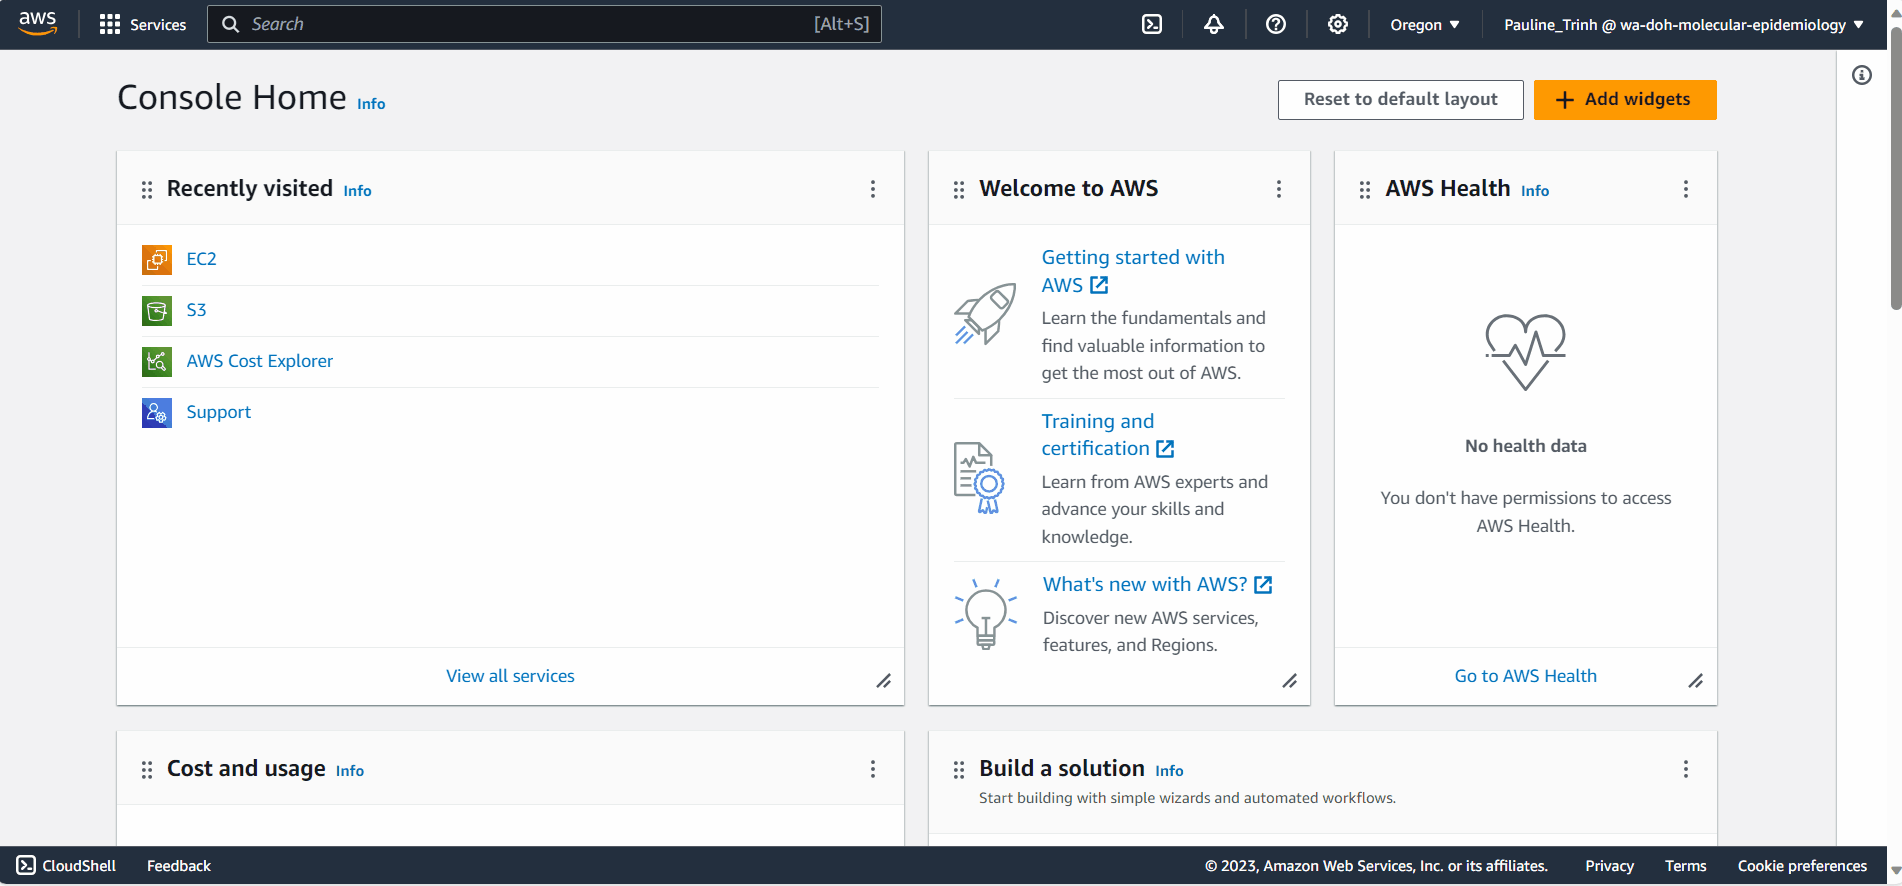 aws
Services
Search
[Alt+S]
Oregon
Pauline_Trinh @ wa-doh-molecular-epidemiology
Console Home Info
Reset to default layout
Add widgets
Recently visited Info
EC2
S3
AWS Cost Explorer
Support
View all services
Welcome to AWS
Getting started with
AWS
Learn the fundamentals and
find valuable information to
get the most out of AWS.
Training and
certification
Learn from AWS experts and
advance your skills and
knowledge.
What's new with AWS?
Discover new AWS services,
features, and Regions.
AWS Health Info
No health data
You don't have permissions to access
AWS Health.
Go to AWS Health
Cost and usage Info
Build a solution Info
Start building with simple wizards and automated workflows.
CloudShell
Feedback
© 2023, Amazon Web Services, Inc. or its affiliates.
Privacy
Terms
Cookie preferences